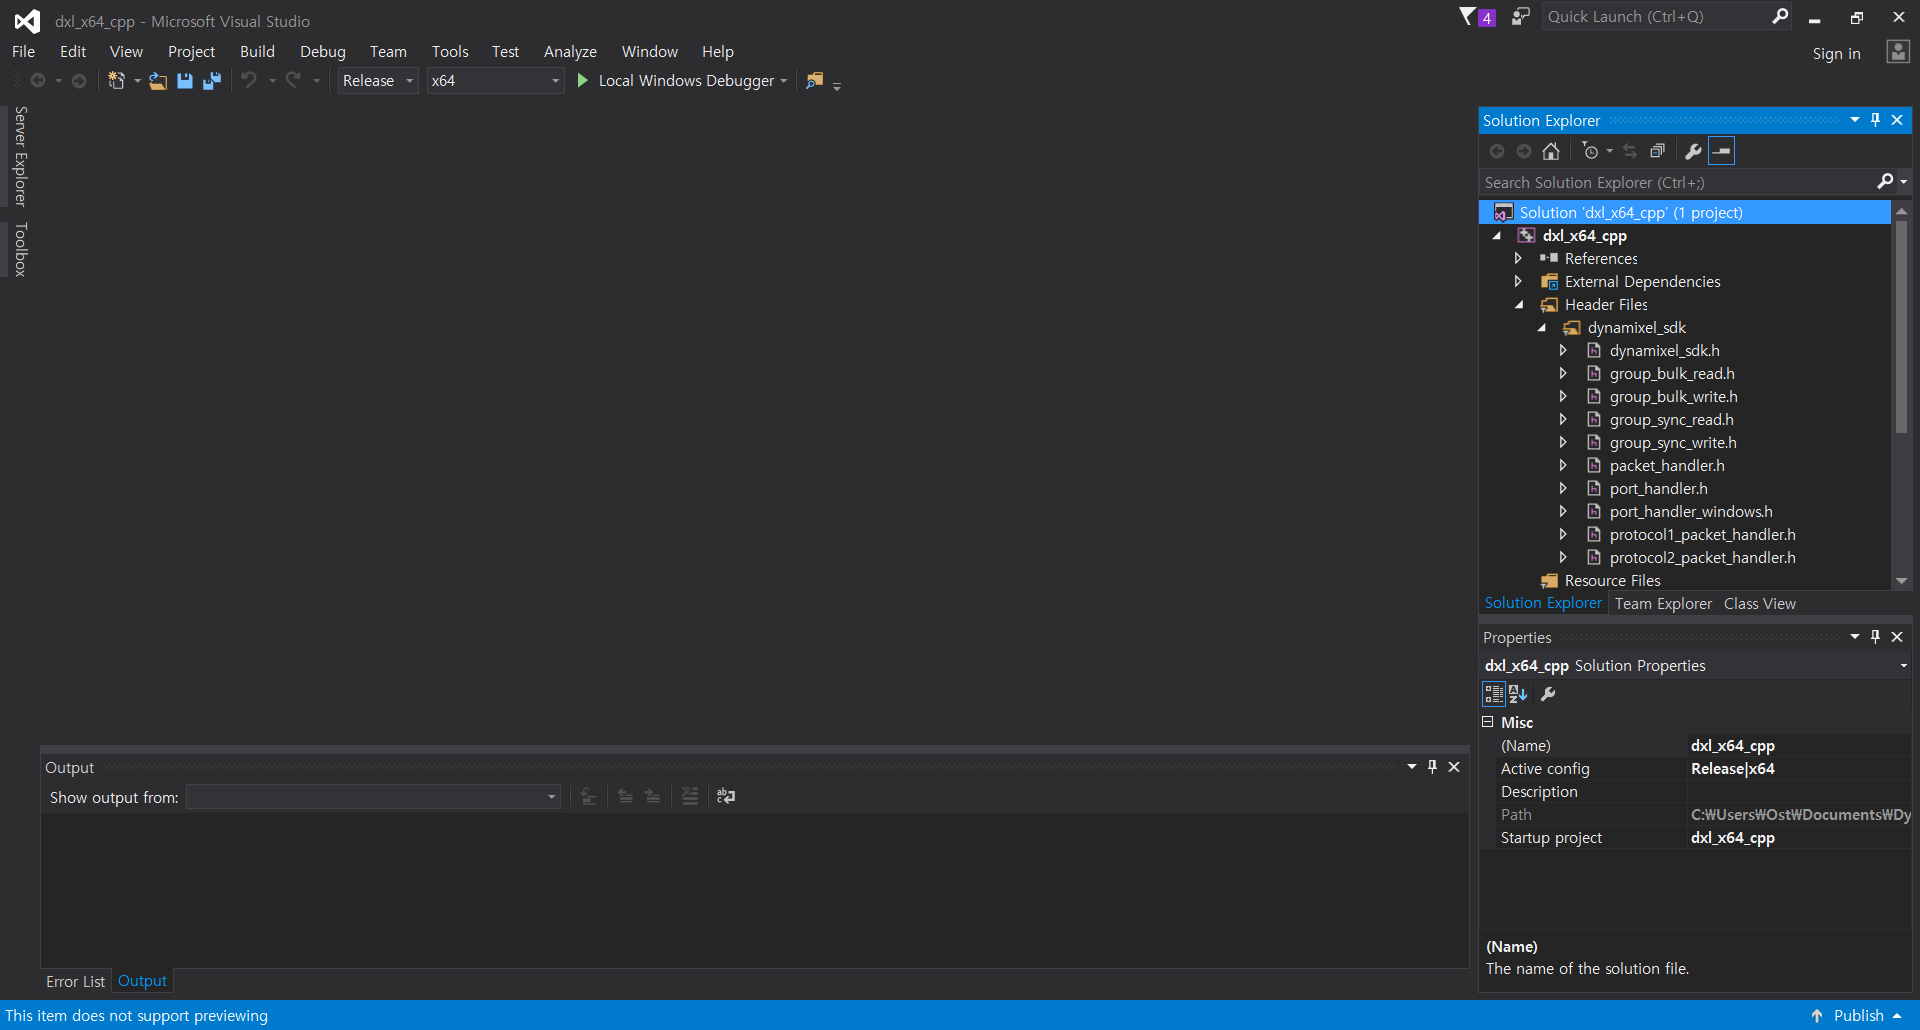 dxl_x64_cpp - Microsoft Visual Studio
4
Quick Launch (Ctrl+Q)
File Edit View Project Build Debug Team Tools Test Analyze Window Help
Sign in
Release x64 Local Windows Debugger
Server Explorer
Toolbox
Solution Explorer
Search Solution Explorer (Ctrl+;)
Solution 'dxl_x64_cpp' (1 project)
dxl_x64_cpp
References
External Dependencies
Header Files
dynamixel_sdk
dynamixel_sdk.h
group_bulk_read.h
group_bulk_write.h
group_sync_read.h
group_sync_write.h
packet_handler.h
port_handler.h
port_handler_windows.h
protocol1_packet_handler.h
protocol2_packet_handler.h
Resource Files
Solution Explorer Team Explorer Class View
Properties
dxl_x64_cpp Solution Properties
Misc
(Name) dxl_x64_cpp
Active config Release|x64
Description
Path C:₩Users₩Ost₩Documents₩Dy
Startup project dxl_x64_cpp
(Name)
The name of the solution file.
Output
Show output from:
Error List Output
This item does not support previewing
Publish